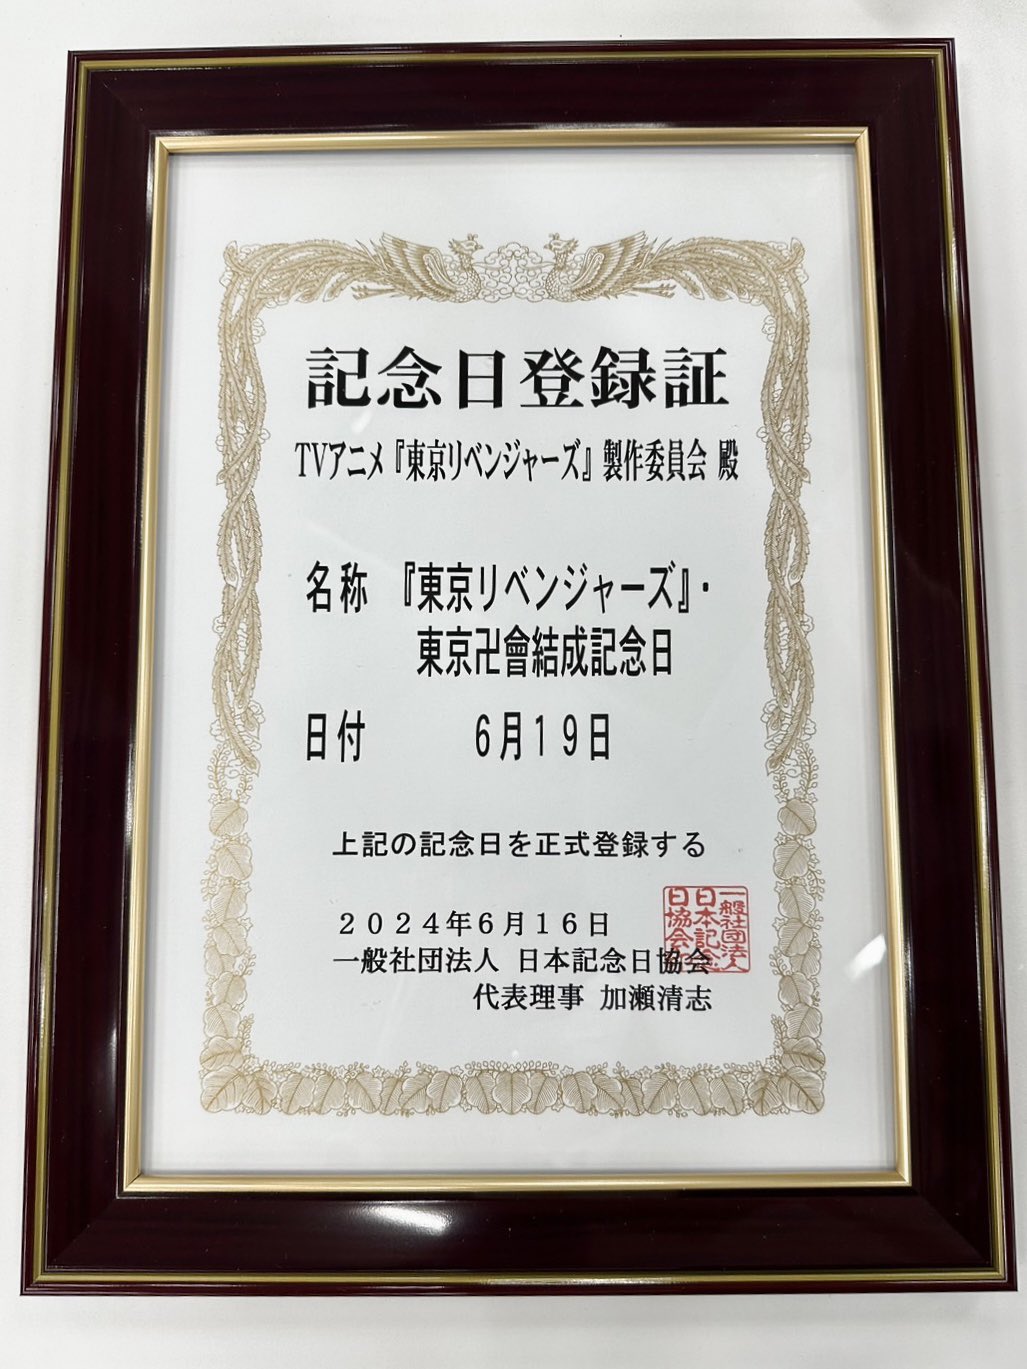 記念日登録証
TVアニメ『東京リベンジャーズ』製作委員会 殿
名称 『東京リベンジャーズ』・
東京卍會結成記念日
日付 6月19日
上記の記念日を正式登録する
2024年6月16日
一般社団法人 日本記念日協会
代表理事 加瀬清志
一般社団法人
日本記念
日協会